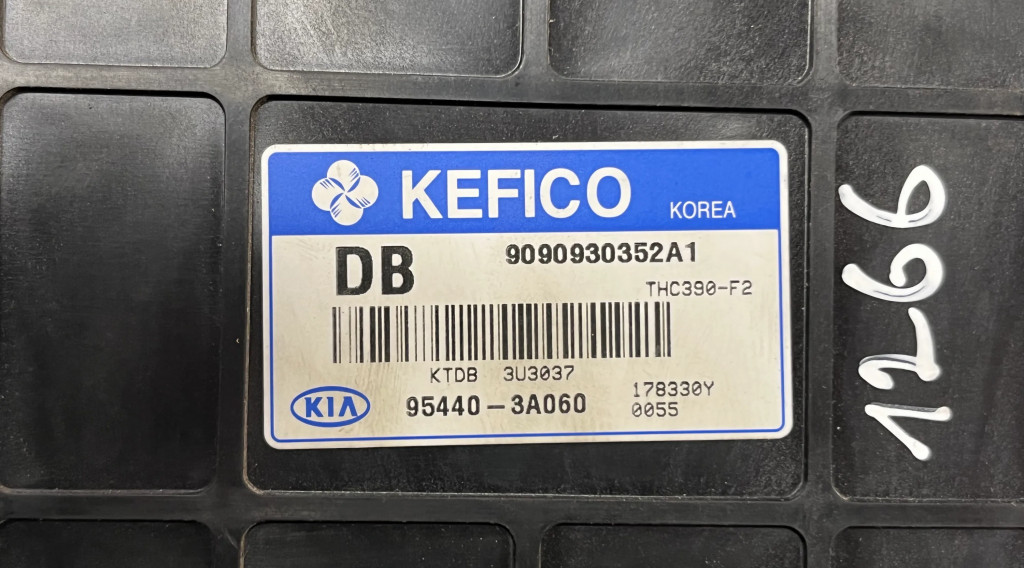 KEFICO KOREA
DB 9090930352A1
THC390-F2
KTDB 3U3037
KIA 95440-3A060 178330Y
0055
1266